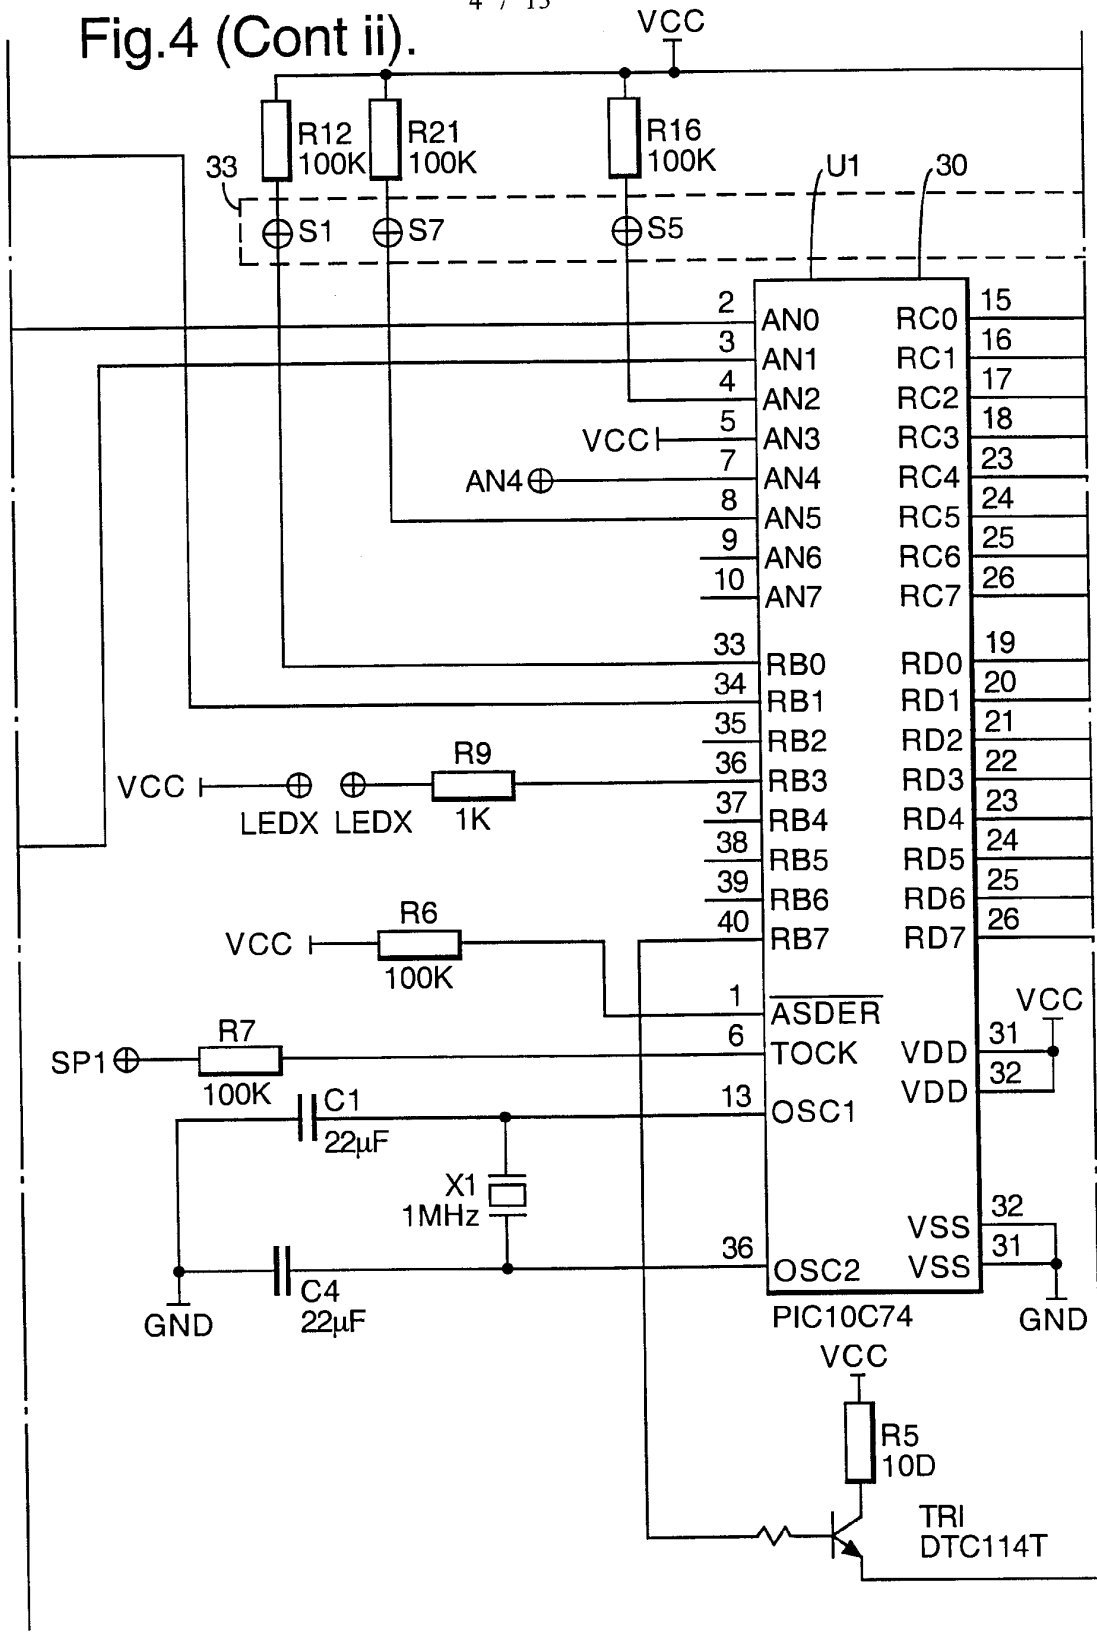 4 / 13
Fig.4 (Cont ii).
VCC
R12
100K
R21
100K
R16
100K
33
U1
30
S1
S7
S5
2
AN0
RC0
15
3
AN1
RC1
16
4
AN2
RC2
17
VCC
5
AN3
RC3
18
AN4
7
AN4
RC4
23
8
AN5
RC5
24
9
AN6
RC6
25
10
AN7
RC7
26
33
RB0
RD0
19
34
RB1
RD1
20
35
RB2
RD2
21
VCC
LEDX
LEDX
R9
1K
36
RB3
RD3
22
37
RB4
RD4
23
38
RB5
RD5
24
39
RB6
RD6
25
40
RB7
RD7
26
VCC
R6
100K
1
ASDER
VCC
SP1
R7
100K
6
TOCK
VDD
31
VDD
32
C1
22µF
13
OSC1
X1
1MHz
VSS
32
VSS
31
C4
22µF
36
OSC2
GND
GND
PIC10C74
VCC
R5
10D
TRI
DTC114T